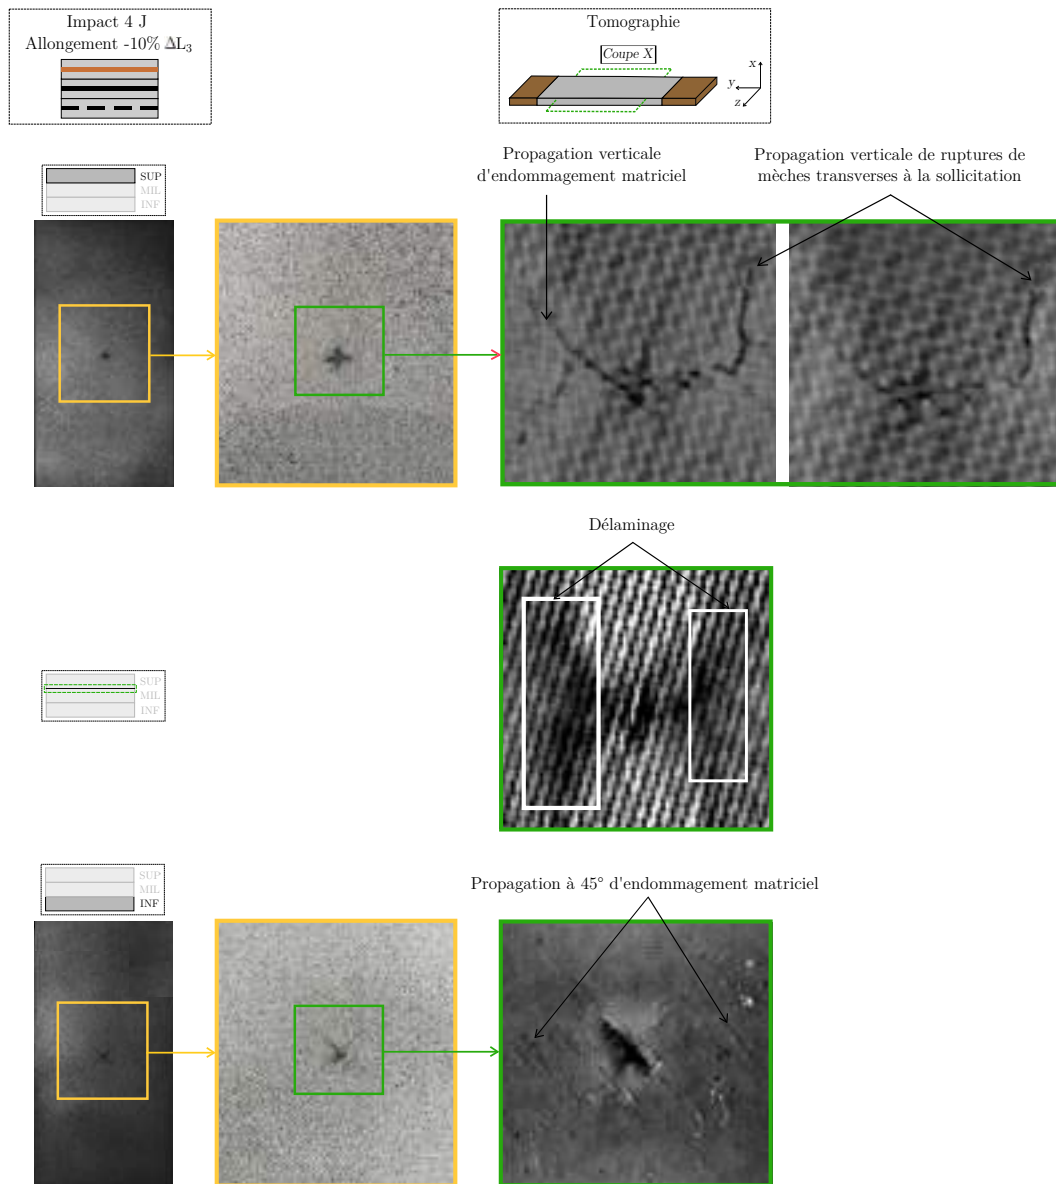 Impact 4 J
Allongement -10% ΔL₃
Tomographie
Coupe X
x
y
z
Propagation verticale
d'endommagement matriciel
Propagation verticale de ruptures de
mèches transverses à la sollicitation
SUP
MIL
INF
Délaminage
SUP
MIL
INF
SUP
MIL
INF
Propagation à 45° d'endommagement matriciel